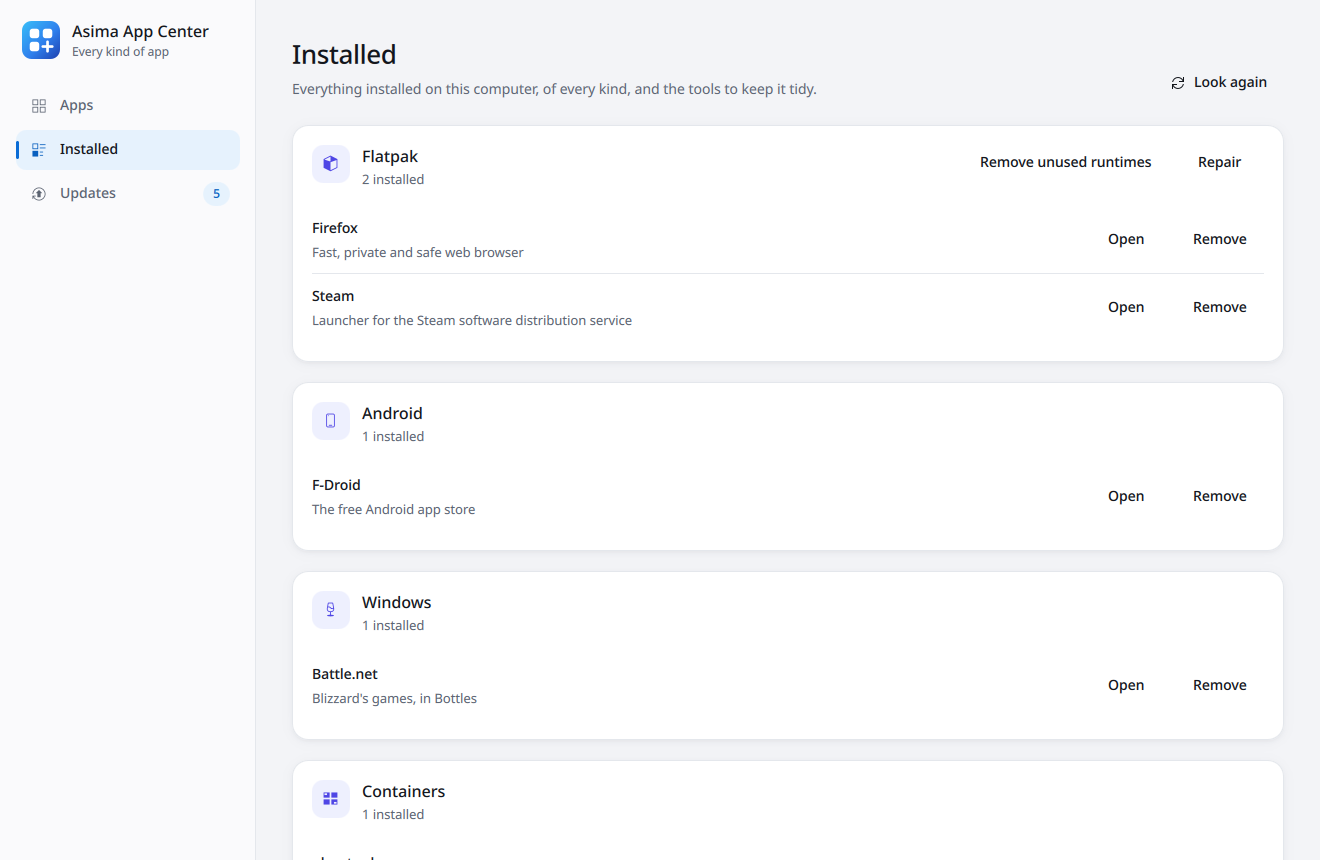 Asima App Center
Every kind of app
Apps
Installed
Updates
5
Installed
Everything installed on this computer, of every kind, and the tools to keep it tidy.
Look again
Flatpak
2 installed
Remove unused runtimes
Repair
Firefox
Fast, private and safe web browser
Open
Remove
Steam
Launcher for the Steam software distribution service
Open
Remove
Android
1 installed
F-Droid
The free Android app store
Open
Remove
Windows
1 installed
Battle.net
Blizzard's games, in Bottles
Open
Remove
Containers
1 installed